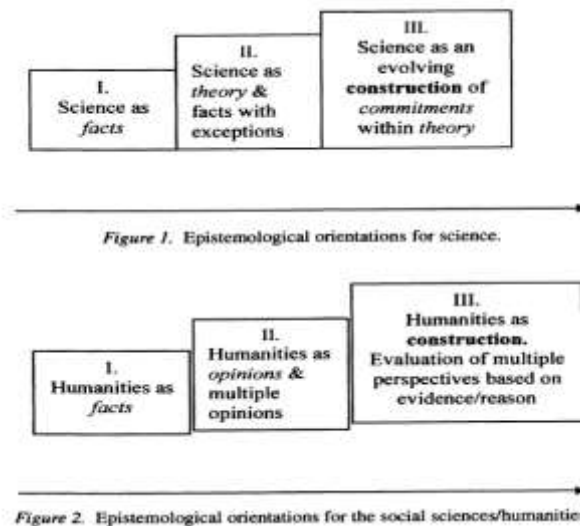 I.
Science as
facts
II.
Science as
theory &
facts with
exceptions
III.
Science as an
evolving
construction of
commitments
within theory
Figure 1. Epistemological orientations for science.
I.
Humanities as
facts
II.
Humanities as
opinions &
multiple
opinions
III.
Humanities as
construction.
Evaluation of multiple
perspectives based on
evidence/reason
Figure 2. Epistemological orientations for the social sciences/humanitie